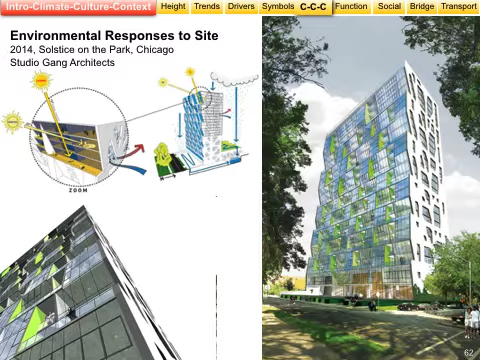 Intro-Climate-Culture-Context Height Trends Drivers Symbols C-C-C Function Social Bridge Transport
Environmental Responses to Site
2014, Solstice on the Park, Chicago
Studio Gang Architects
ZOOM
62